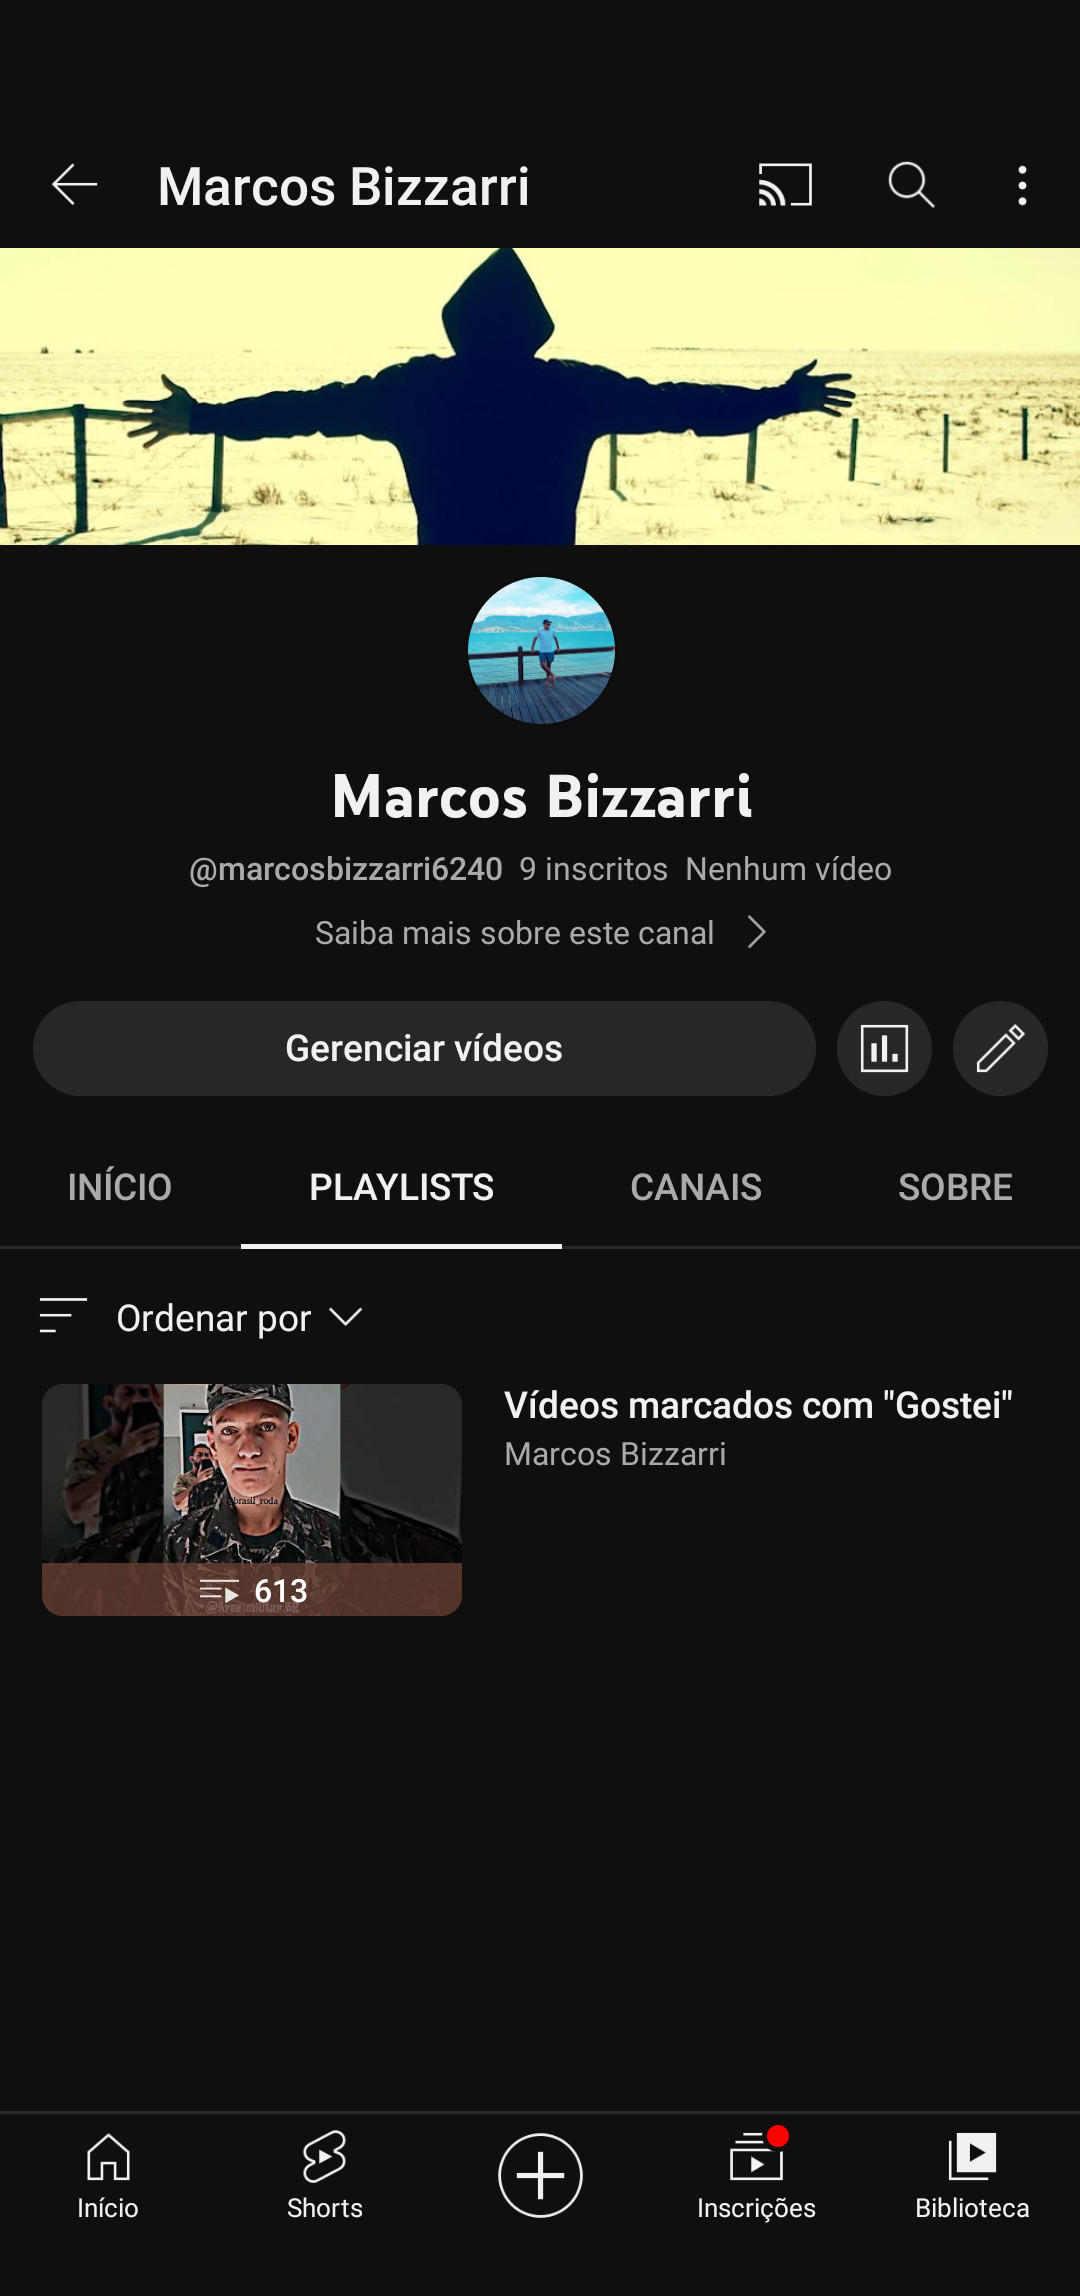 Marcos Bizzarri
Marcos Bizzarri
@marcosbizzarri6240 9 inscritos Nenhum vídeo
Saiba mais sobre este canal
Gerenciar vídeos
INÍCIO PLAYLISTS CANAIS SOBRE
Ordenar por
Vídeos marcados com "Gostei"
Marcos Bizzarri
brasil_roda
613
Início Shorts Inscrições Biblioteca